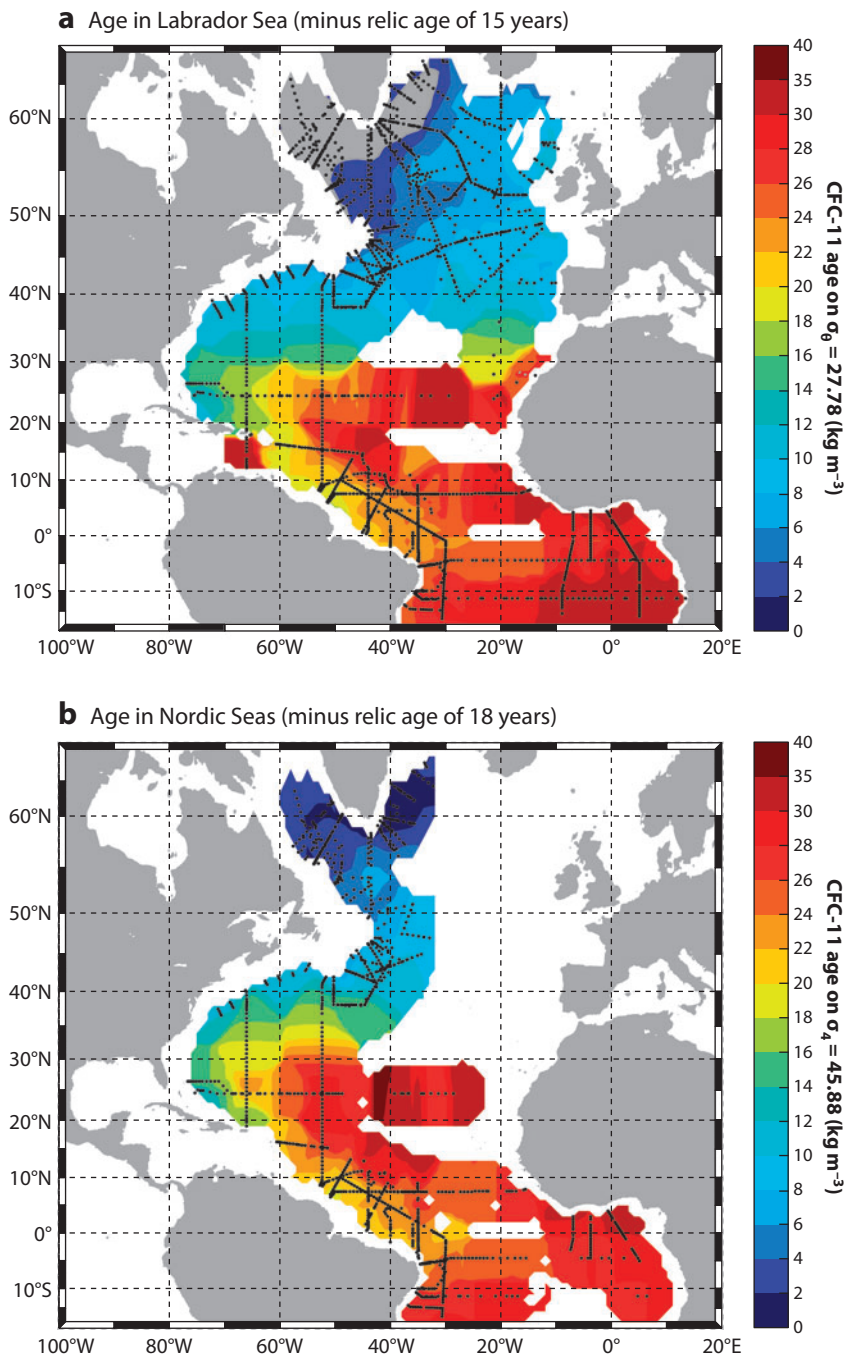 a Age in Labrador Sea (minus relic age of 15 years)
60°N
50°N
40°N
30°N
20°N
10°N
0°
10°S
100°W
80°W
60°W
40°W
20°W
0°
20°E
40
35
30
28
26
24
22
20
18
16
14
12
10
8
6
4
2
0
CFC-11 age on σθ = 27.78 (kg m−3)
b Age in Nordic Seas (minus relic age of 18 years)
60°N
50°N
40°N
30°N
20°N
10°N
0°
10°S
100°W
80°W
60°W
40°W
20°W
0°
20°E
40
35
30
28
26
24
22
20
18
16
14
12
10
8
6
4
2
0
CFC-11 age on σ4 = 45.88 (kg m−3)